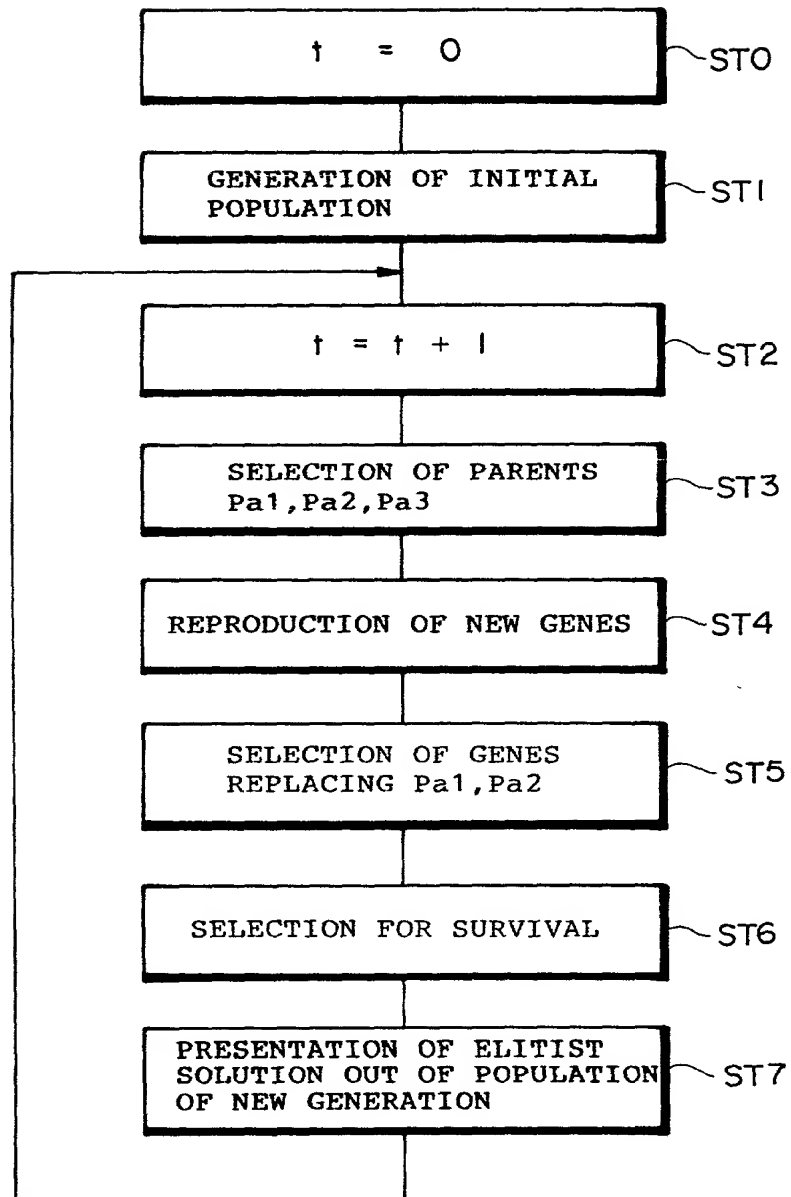 t = 0
ST0
GENERATION OF INITIAL
POPULATION
ST1
t = t + 1
ST2
SELECTION OF PARENTS
Pa1,Pa2,Pa3
ST3
REPRODUCTION OF NEW GENES
ST4
SELECTION OF GENES
REPLACING Pa1,Pa2
ST5
SELECTION FOR SURVIVAL
ST6
PRESENTATION OF ELITIST
SOLUTION OUT OF POPULATION
OF NEW GENERATION
ST7